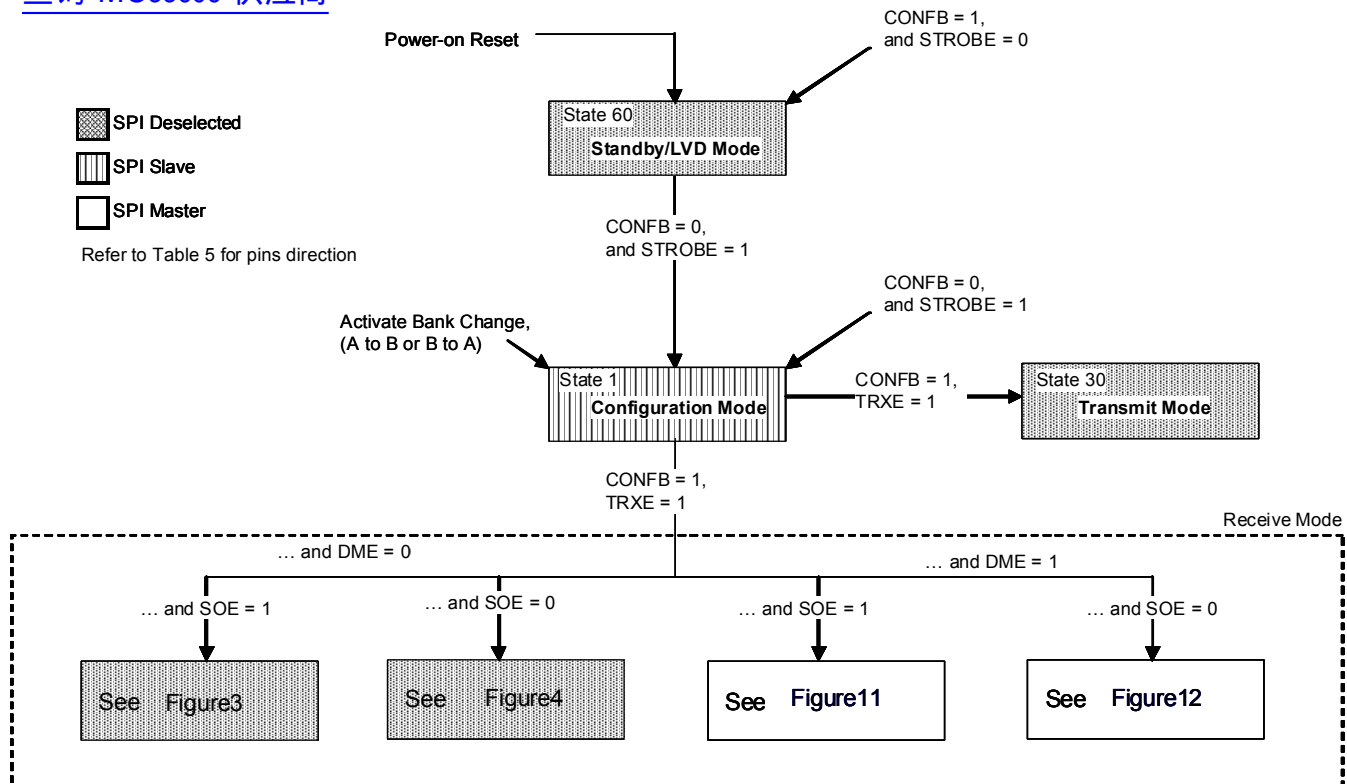 Power-on Reset
CONFB = 1,
and STROBE = 0
State 60
Standby/LVD Mode
SPI Deselected
SPI Slave
SPI Master
Refer to Table 5 for pins direction
CONFB = 0,
and STROBE = 1
CONFB = 0,
and STROBE = 1
Activate Bank Change,
(A to B or B to A)
State 1
Configuration Mode
CONFB = 1,
TRXE = 1
State 30
Transmit Mode
CONFB = 1,
TRXE = 1
Receive Mode
... and DME = 0
... and DME = 1
... and SOE = 1
... and SOE = 0
... and SOE = 1
... and SOE = 0
See Figure3
See Figure4
See Figure11
See Figure12